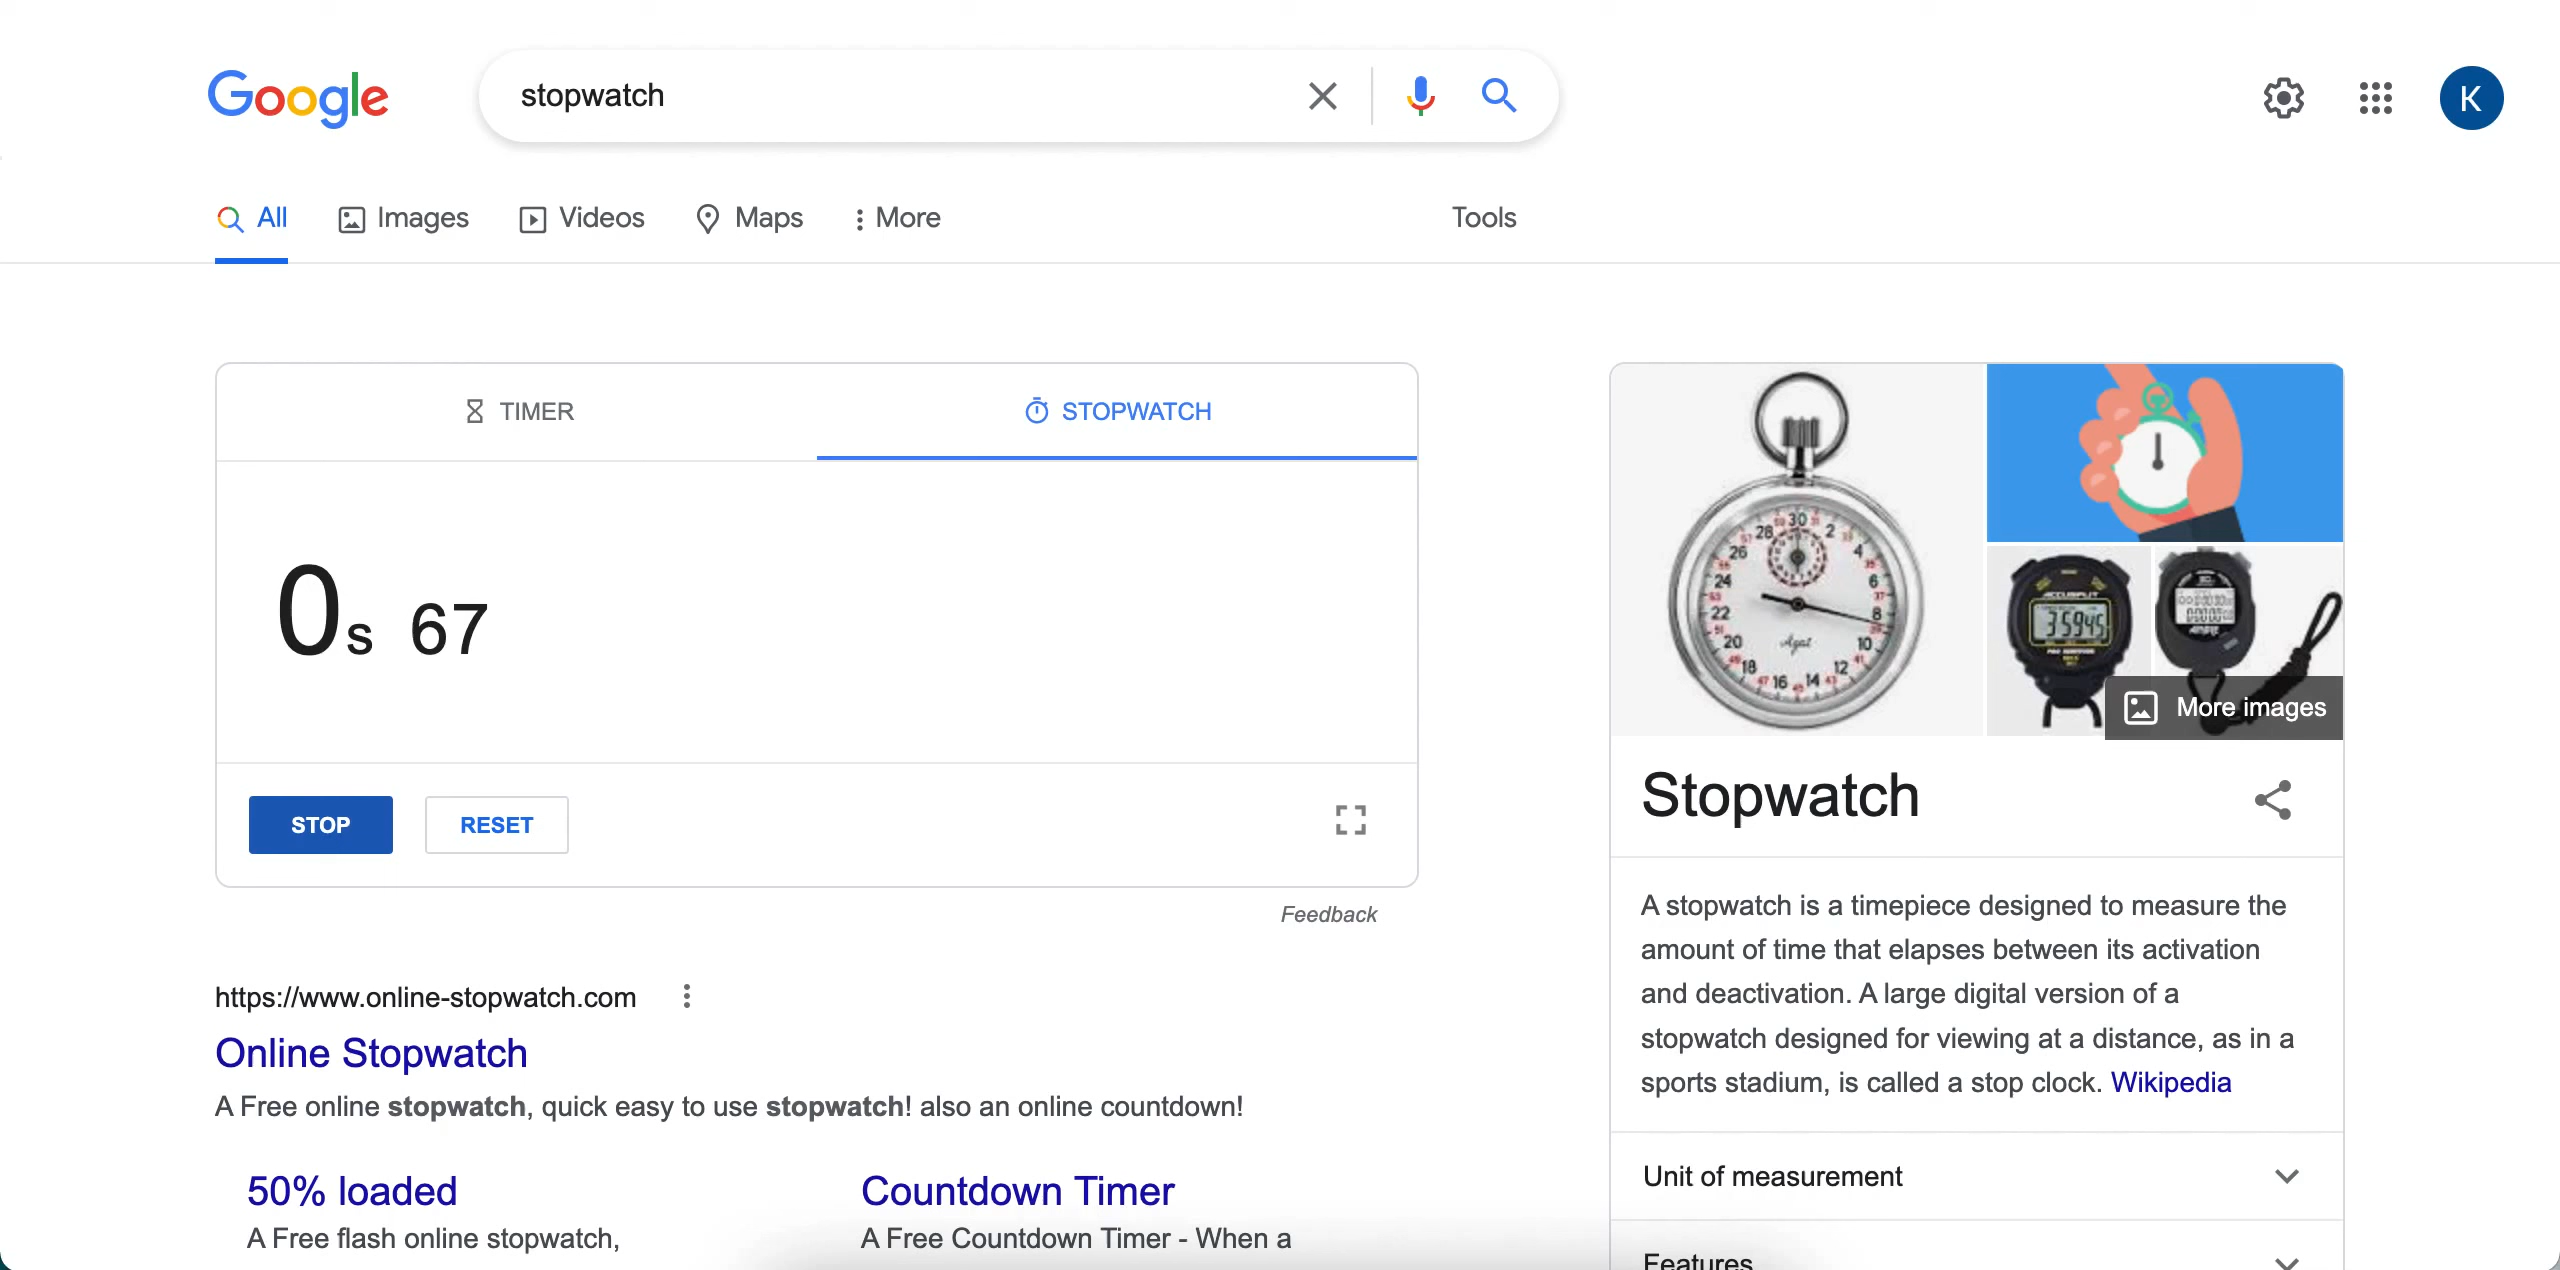 Google
stopwatch
K
All
Images
Videos
Maps
More
Tools
TIMER
STOPWATCH
0s 67
STOP
RESET
Feedback
https://www.online-stopwatch.com
Online Stopwatch
A Free online stopwatch, quick easy to use stopwatch! also an online countdown!
50% loaded
A Free flash online stopwatch,
Countdown Timer
A Free Countdown Timer - When a
More images
Stopwatch
A stopwatch is a timepiece designed to measure the
amount of time that elapses between its activation
and deactivation. A large digital version of a
stopwatch designed for viewing at a distance, as in a
sports stadium, is called a stop clock. Wikipedia
Unit of measurement
Features